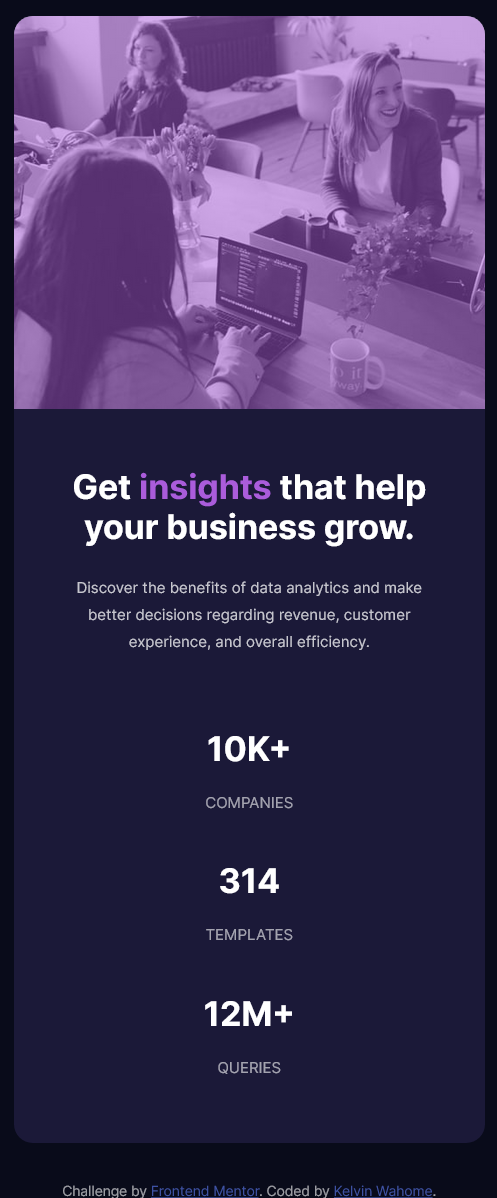 Get insights that help
your business grow.
Discover the benefits of data analytics and make
better decisions regarding revenue, customer
experience, and overall efficiency.
10K+
COMPANIES
314
TEMPLATES
12M+
QUERIES
Challenge by Frontend Mentor. Coded by Kelvin Wahome.